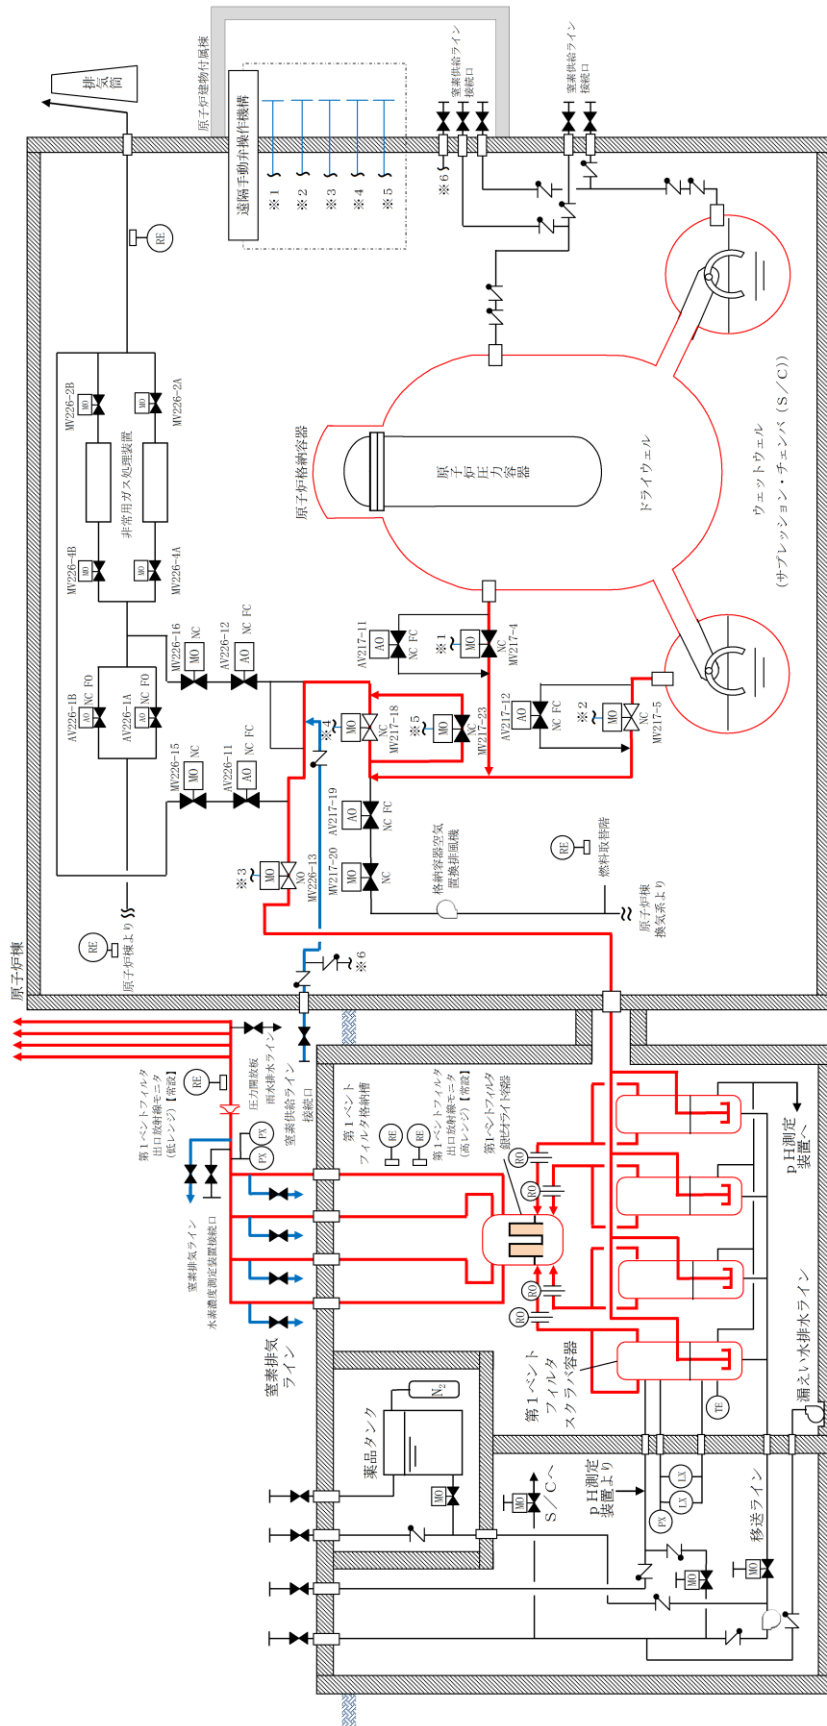 排気筒
原子炉建物付属棟
遠隔手動弁操作機構
※1
※2
※3
※4
※5
※6
窒素供給ライン
接続口
窒素供給ライン
接続口
RE
MV226-2B
MO
MO
MV226-2A
非常用ガス処理装置
MV226-4B
MO
MO
MV226-4A
AV226-1B
NC FO
AO
AV226-1A
NC FO
AO
MV226-16
MO
NC
AV226-12
AO
NC FC
MV226-15
MO
NC
AV226-11
AO
NC FC
RE
原子炉棟より
原子炉棟
原子炉格納容器
原子炉圧力容器
ドライウェル
ウェットウェル
(サプレッション・チェンバ(S/C))
AV217-11
AO
NC FC
※1
MO
NC
MV217-4
AV217-12
AO
NC FC
※2
MO
NC
MV217-5
※4
MO
NC
MV217-18
※5
MO
NC
MV217-23
※3
MO
NO
MV226-13
AV217-19
AO
NC FC
MV217-20
MO
NC
格納容器空気
置換排風機
RE
燃料取替階
原子炉棟
換気系より
※6
第1ベントフィルタ
出口放射線モニタ
(低レンジ)【常設】
RE
圧力開放板
雨水排水ライン
窒素供給ライン
接続口
PX
PX
窒素排気ライン
水素濃度測定装置接続口
窒素排気
ライン
第1ベント
フィルタ格納槽
RE
RE
第1ベントフィルタ
出口放射線モニタ
(高レンジ)【常設】
第1ベントフィルタ
銀ゼオライト容器
RO
RO
RO
RO
第1ベント
フィルタ
スクラバ容器
pH測定
装置へ
漏えい水排水ライン
TE
薬品タンク
N2
MO
MO
S/Cへ
pH測定
装置より
PX
LX
LX
MO
移送ライン
MO